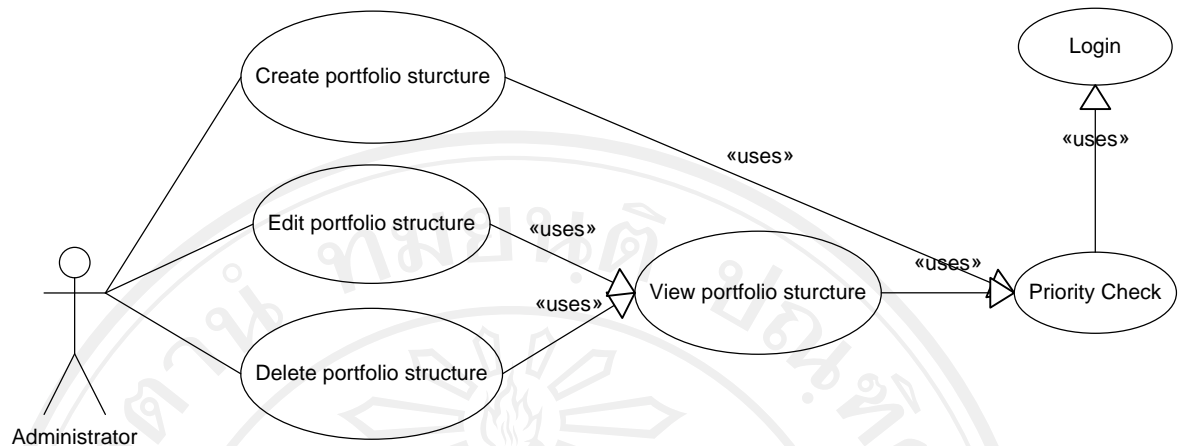 Create portfolio sturcture
Login
«uses»
«uses»
Edit portfolio structure
«uses»
«uses»
View portfolio sturcture
Priority Check
«uses»
Delete portfolio structure
Administrator